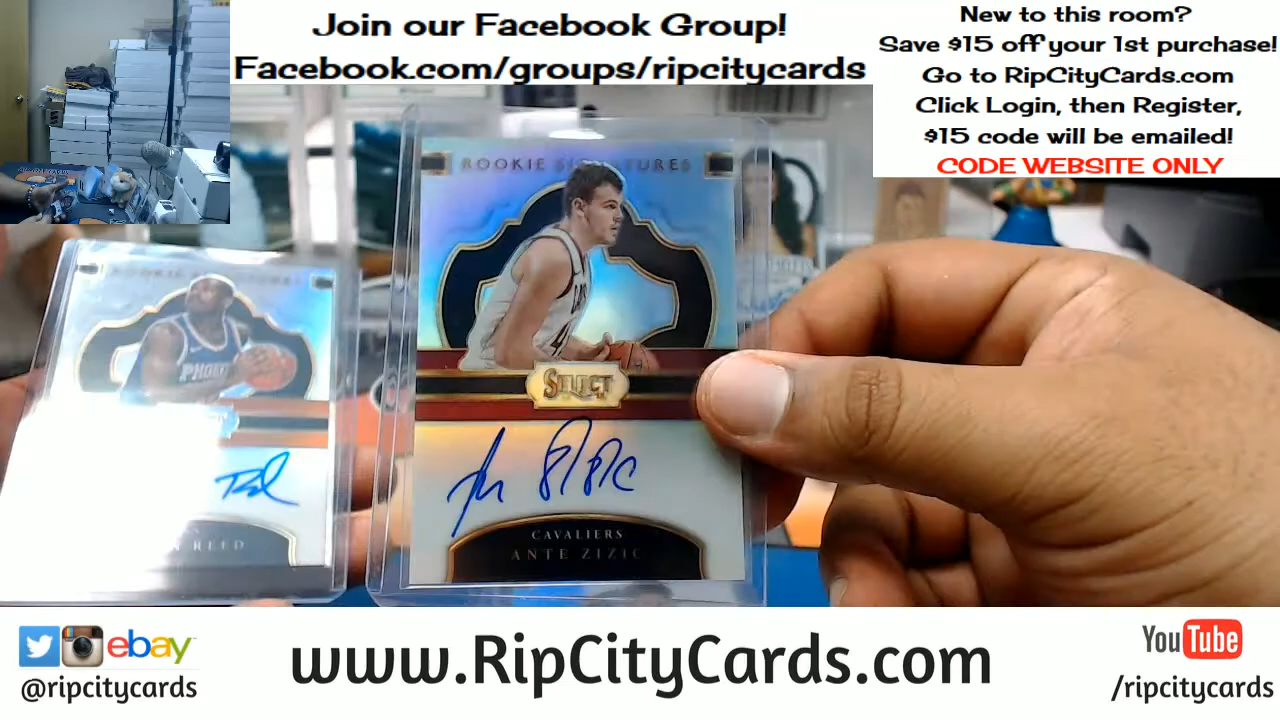 Join our Facebook Group!
Facebook.com/groups/ripcitycards
New to this room?
Save $15 off your 1st purchase!
Go to RipCityCards.com
Click Login, then Register,
$15 code will be emailed!
CODE WEBSITE ONLY
ROOKIE SIGNATURES
SELECT
CAVALIERS
ANTE ZIZIC
REED
ebay
@ripcitycards
www.RipCityCards.com
YouTube
/ripcitycards